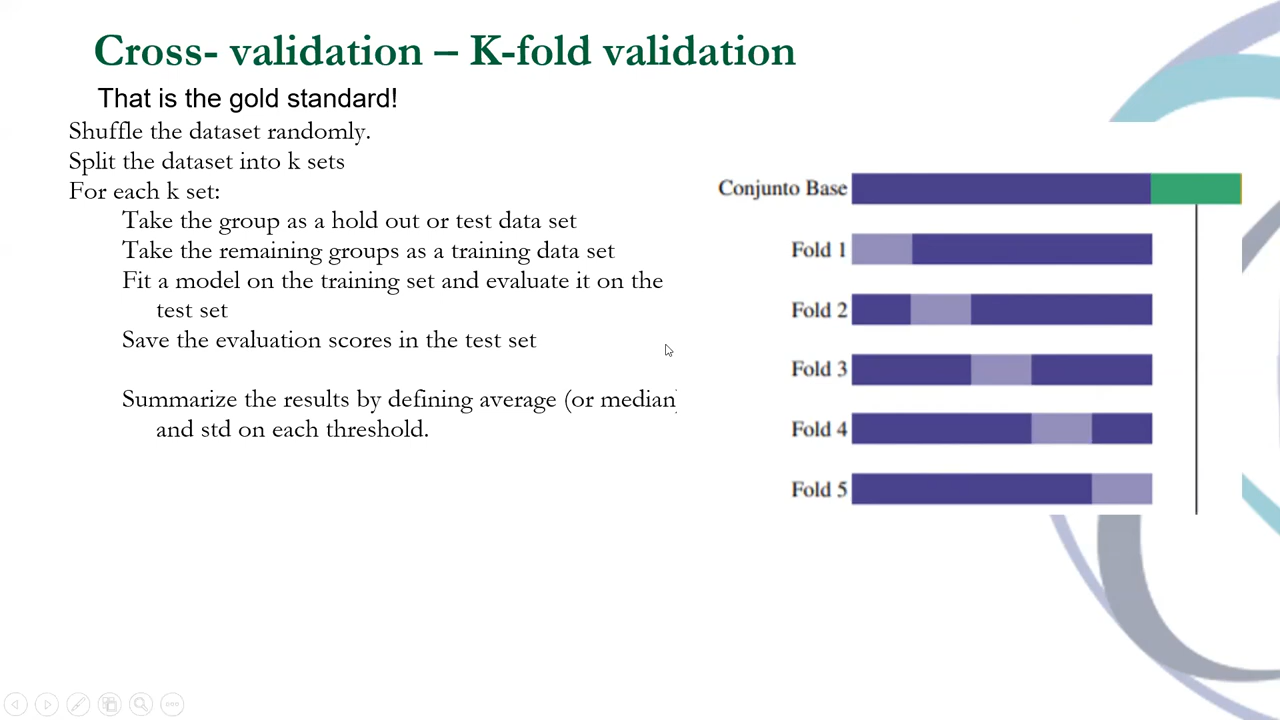 Cross- validation – K-fold validation
That is the gold standard!
Shuffle the dataset randomly.
Split the dataset into k sets
For each k set:
Take the group as a hold out or test data set
Take the remaining groups as a training data set
Fit a model on the training set and evaluate it on the
test set
Save the evaluation scores in the test set
Summarize the results by defining average (or median)
and std on each threshold.
Conjunto Base
Fold 1
Fold 2
Fold 3
Fold 4
Fold 5